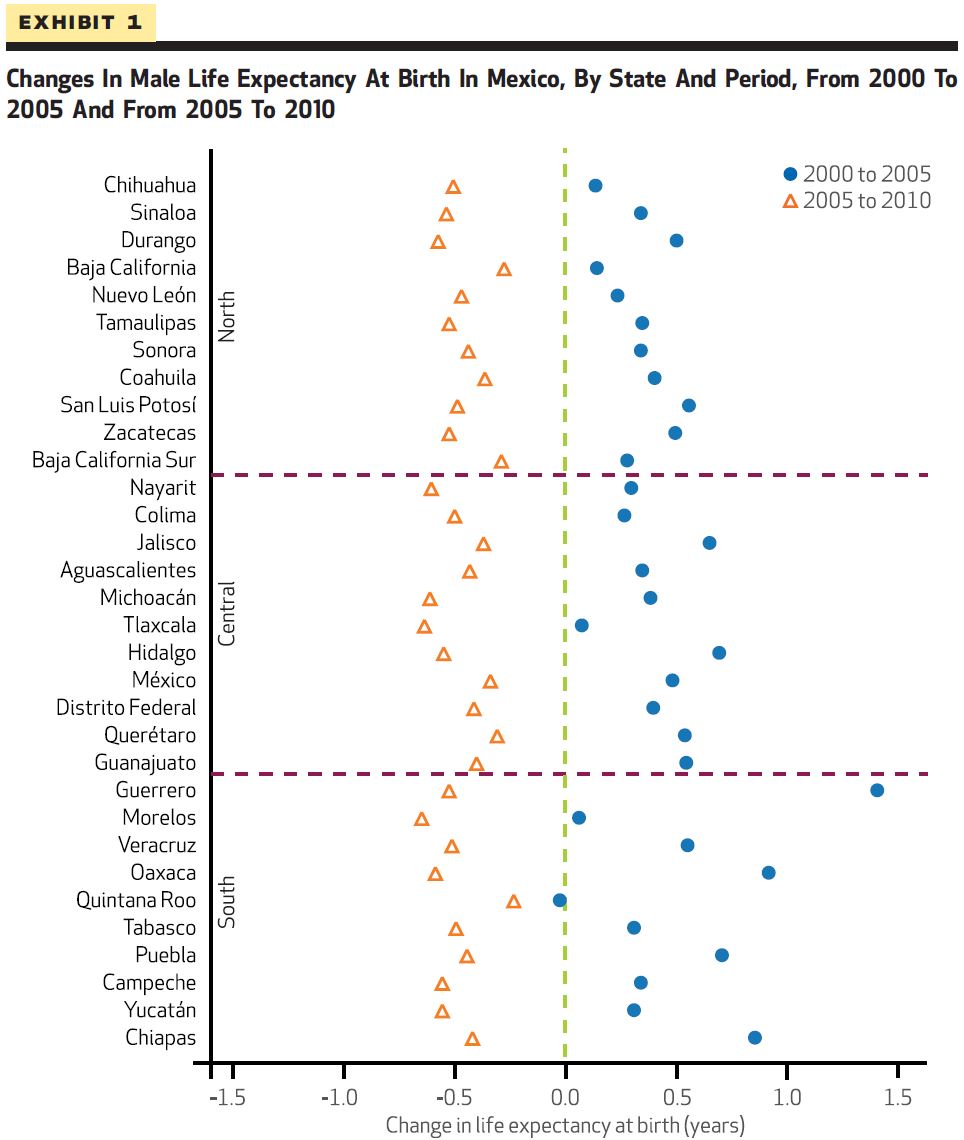 EXHIBIT 1
Changes In Male Life Expectancy At Birth In Mexico, By State And Period, From 2000 To
2005 And From 2005 To 2010
2000 to 2005
2005 to 2010
North
Chihuahua
Sinaloa
Durango
Baja California
Nuevo León
Tamaulipas
Sonora
Coahuila
San Luis Potosí
Zacatecas
Baja California Sur
Central
Nayarit
Colima
Jalisco
Aguascalientes
Michoacán
Tlaxcala
Hidalgo
México
Distrito Federal
Querétaro
Guanajuato
South
Guerrero
Morelos
Veracruz
Oaxaca
Quintana Roo
Tabasco
Puebla
Campeche
Yucatán
Chiapas
-1.5 -1.0 -0.5 0.0 0.5 1.0 1.5
Change in life expectancy at birth (years)